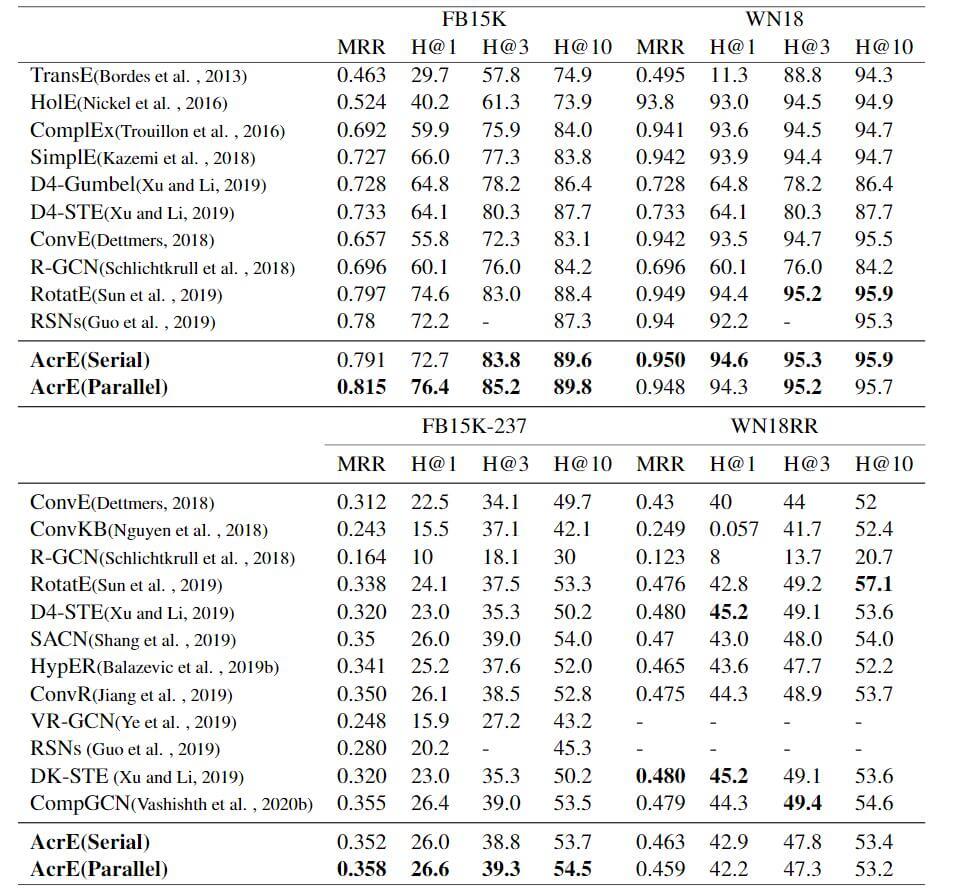 FB15K WN18
MRR H@1 H@3 H@10 MRR H@1 H@3 H@10
TransE(Bordes et al. , 2013) 0.463 29.7 57.8 74.9 0.495 11.3 88.8 94.3
HolE(Nickel et al. , 2016) 0.524 40.2 61.3 73.9 93.8 93.0 94.5 94.9
ComplEx(Trouillon et al. , 2016) 0.692 59.9 75.9 84.0 0.941 93.6 94.5 94.7
SimplE(Kazemi et al. , 2018) 0.727 66.0 77.3 83.8 0.942 93.9 94.4 94.7
D4-Gumbel(Xu and Li, 2019) 0.728 64.8 78.2 86.4 0.728 64.8 78.2 86.4
D4-STE(Xu and Li, 2019) 0.733 64.1 80.3 87.7 0.733 64.1 80.3 87.7
ConvE(Dettmers, 2018) 0.657 55.8 72.3 83.1 0.942 93.5 94.7 95.5
R-GCN(Schlichtkrull et al. , 2018) 0.696 60.1 76.0 84.2 0.696 60.1 76.0 84.2
RotatE(Sun et al. , 2019) 0.797 74.6 83.0 88.4 0.949 94.4 95.2 95.9
RSNs(Guo et al. , 2019) 0.78 72.2 - 87.3 0.94 92.2 - 95.3
AcrE(Serial) 0.791 72.7 83.8 89.6 0.950 94.6 95.3 95.9
AcrE(Parallel) 0.815 76.4 85.2 89.8 0.948 94.3 95.2 95.7
FB15K-237 WN18RR
MRR H@1 H@3 H@10 MRR H@1 H@3 H@10
ConvE(Dettmers, 2018) 0.312 22.5 34.1 49.7 0.43 40 44 52
ConvKB(Nguyen et al. , 2018) 0.243 15.5 37.1 42.1 0.249 0.057 41.7 52.4
R-GCN(Schlichtkrull et al. , 2018) 0.164 10 18.1 30 0.123 8 13.7 20.7
RotatE(Sun et al. , 2019) 0.338 24.1 37.5 53.3 0.476 42.8 49.2 57.1
D4-STE(Xu and Li, 2019) 0.320 23.0 35.3 50.2 0.480 45.2 49.1 53.6
SACN(Shang et al. , 2019) 0.35 26.0 39.0 54.0 0.47 43.0 48.0 54.0
HypER(Balazevic et al. , 2019b) 0.341 25.2 37.6 52.0 0.465 43.6 47.7 52.2
ConvR(Jiang et al. , 2019) 0.350 26.1 38.5 52.8 0.475 44.3 48.9 53.7
VR-GCN(Ye et al. , 2019) 0.248 15.9 27.2 43.2 - - - -
RSNs (Guo et al. , 2019) 0.280 20.2 - 45.3 - - - -
DK-STE (Xu and Li, 2019) 0.320 23.0 35.3 50.2 0.480 45.2 49.1 53.6
CompGCN(Vashishth et al. , 2020b) 0.355 26.4 39.0 53.5 0.479 44.3 49.4 54.6
AcrE(Serial) 0.352 26.0 38.8 53.7 0.463 42.9 47.8 53.4
AcrE(Parallel) 0.358 26.6 39.3 54.5 0.459 42.2 47.3 53.2